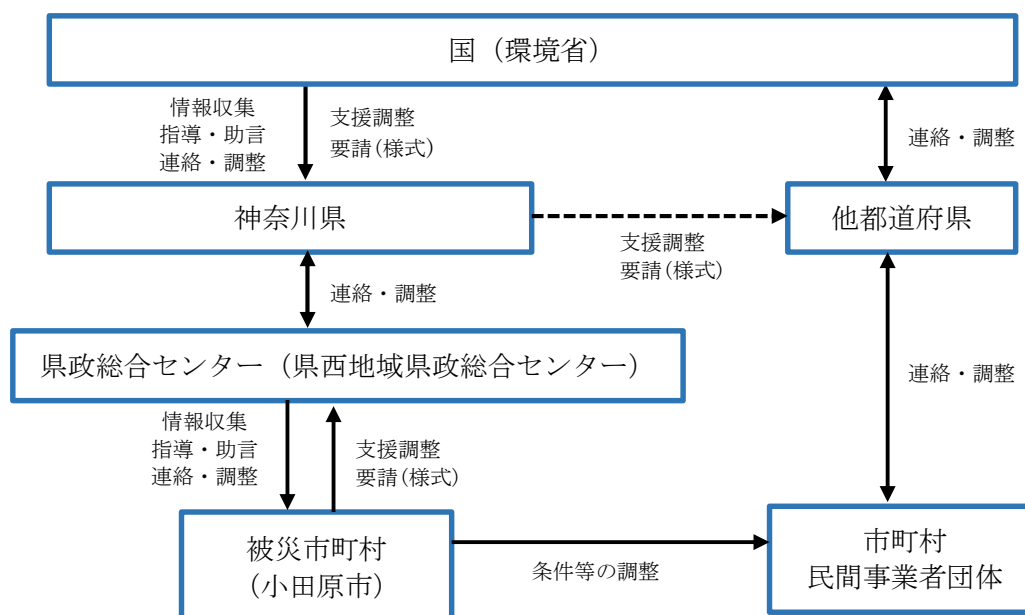 国（環境省）
情報収集
指導・助言
連絡・調整
支援調整
要請(様式)
連絡・調整
神奈川県
他都道府県
支援調整
要請(様式)
連絡・調整
県政総合センター（県西地域県政総合センター）
連絡・調整
情報収集
指導・助言
連絡・調整
支援調整
要請(様式)
被災市町村
（小田原市）
条件等の調整
市町村
民間事業者団体